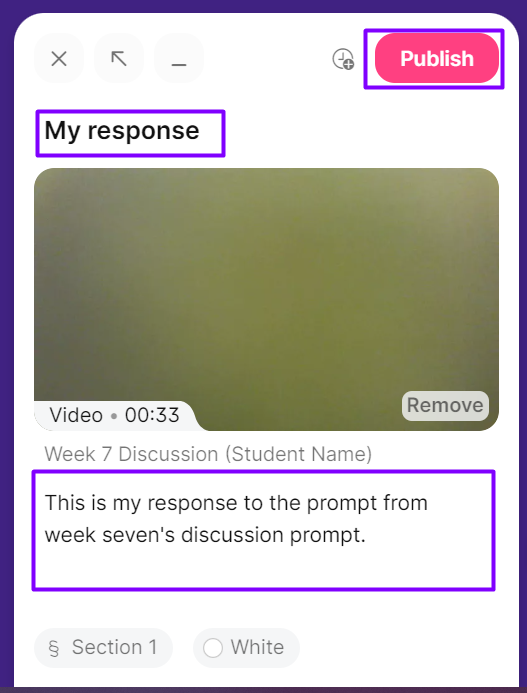 Publish
My response
Video • 00:33
Remove
Week 7 Discussion (Student Name)
This is my response to the prompt from
week seven's discussion prompt.
§ Section 1
White